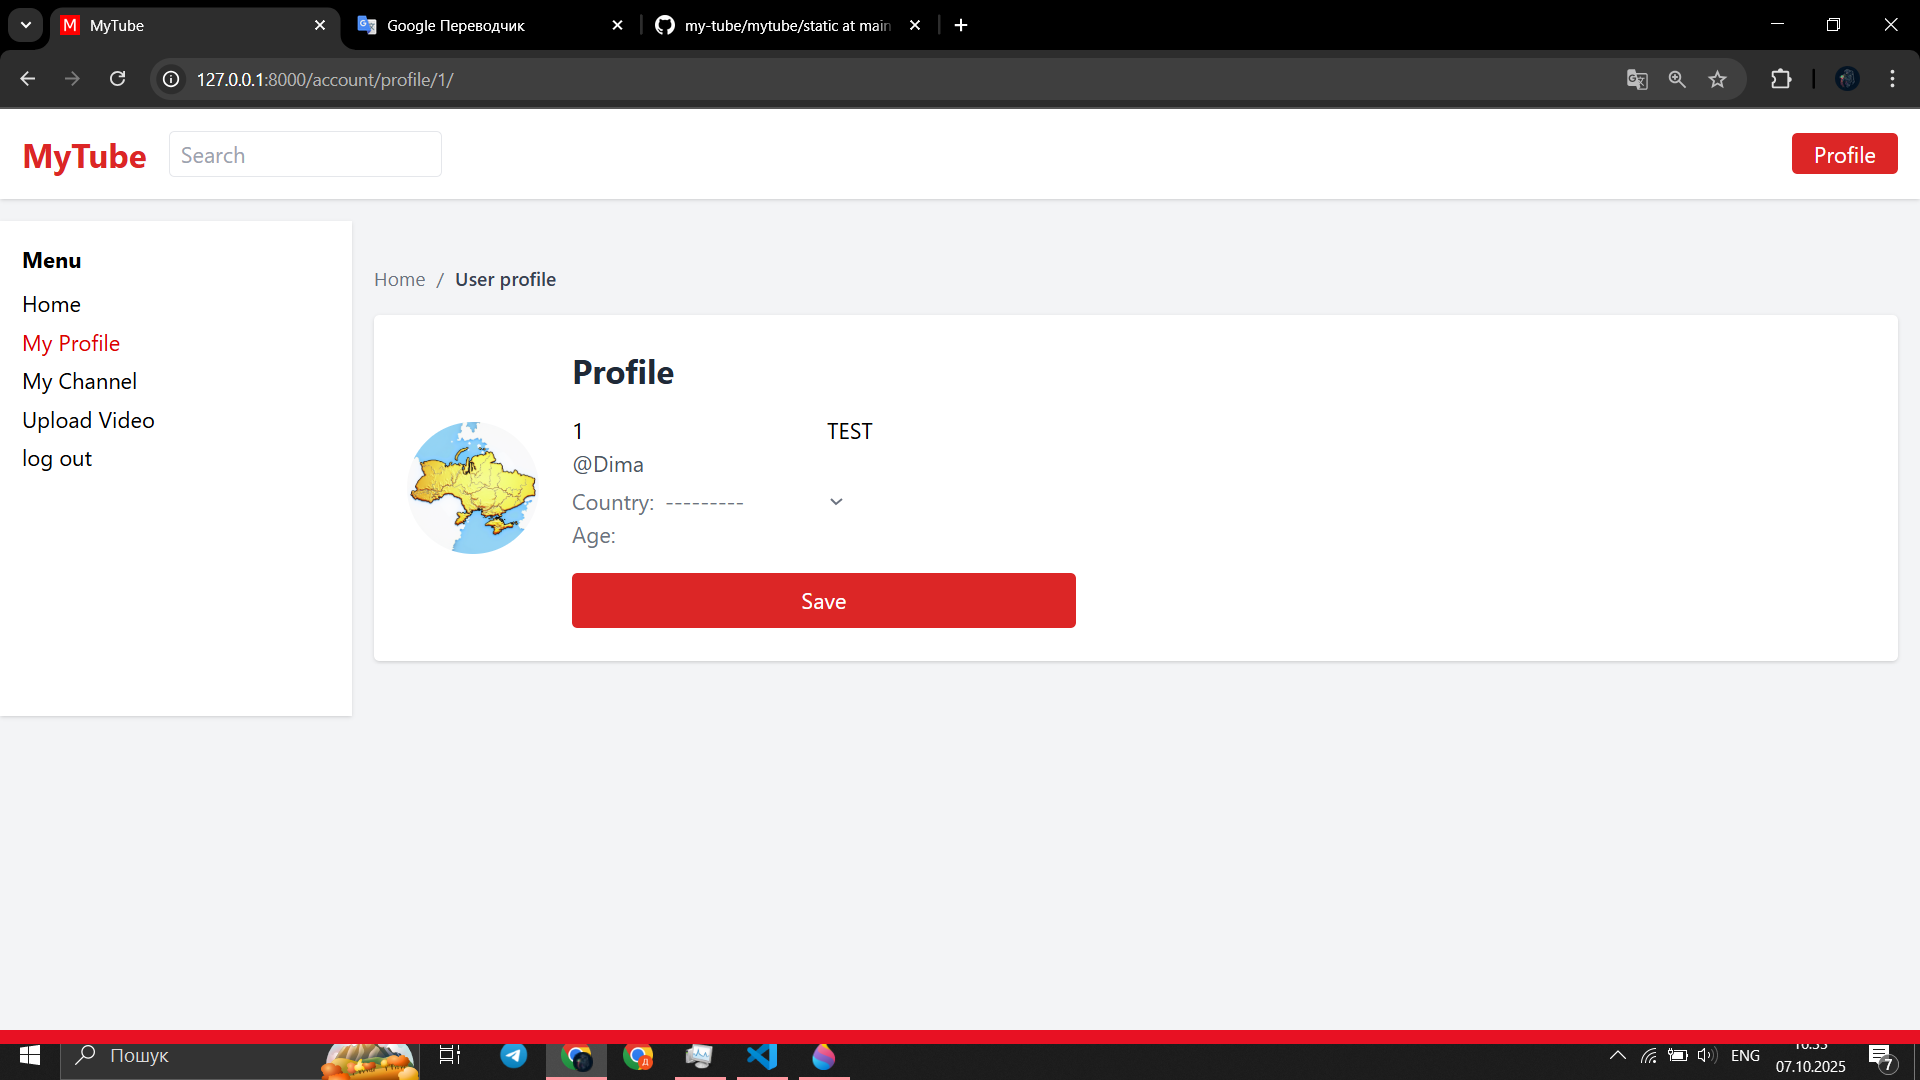 MyTube
Google Переводчик
my-tube/mytube/static at main
127.0.0.1:8000/account/profile/1/
MyTube
Search
Profile
Menu
Home
My Profile
My Channel
Upload Video
log out
Home / User profile
Profile
1 TEST
@Dima
Country: ---------
Age:
Save
Пошук
ENG
07.10.2025
7